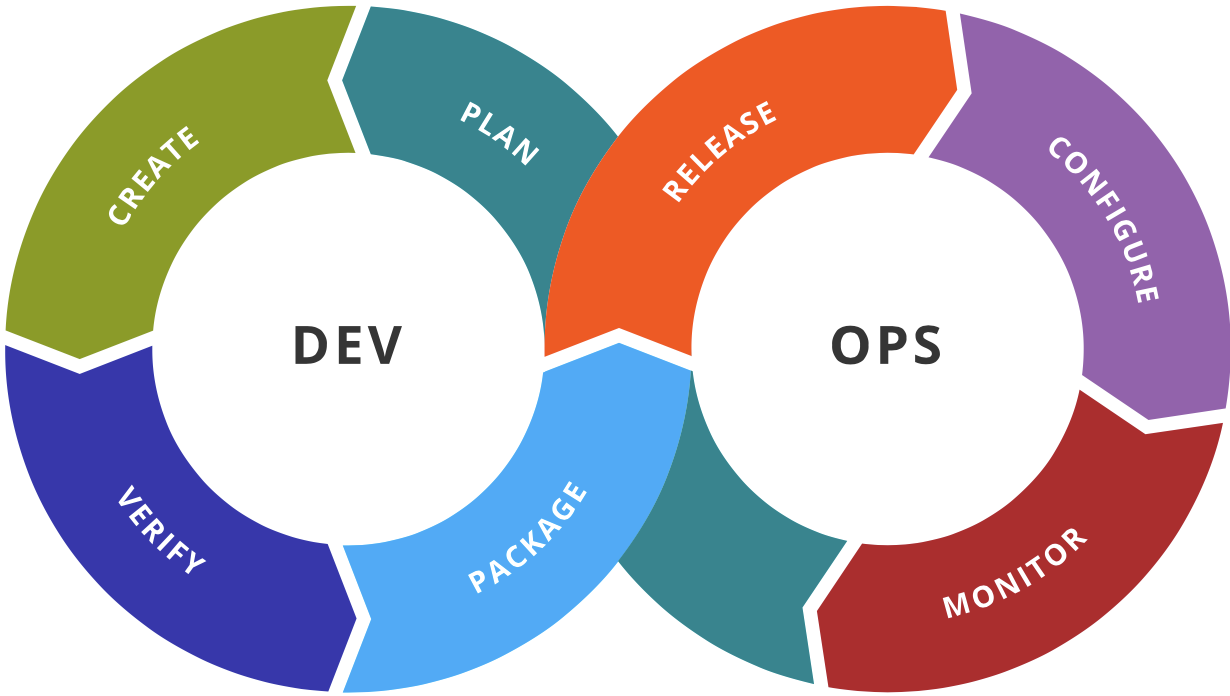 PLAN
CREATE
VERIFY
PACKAGE
RELEASE
CONFIGURE
MONITOR
DEV
OPS